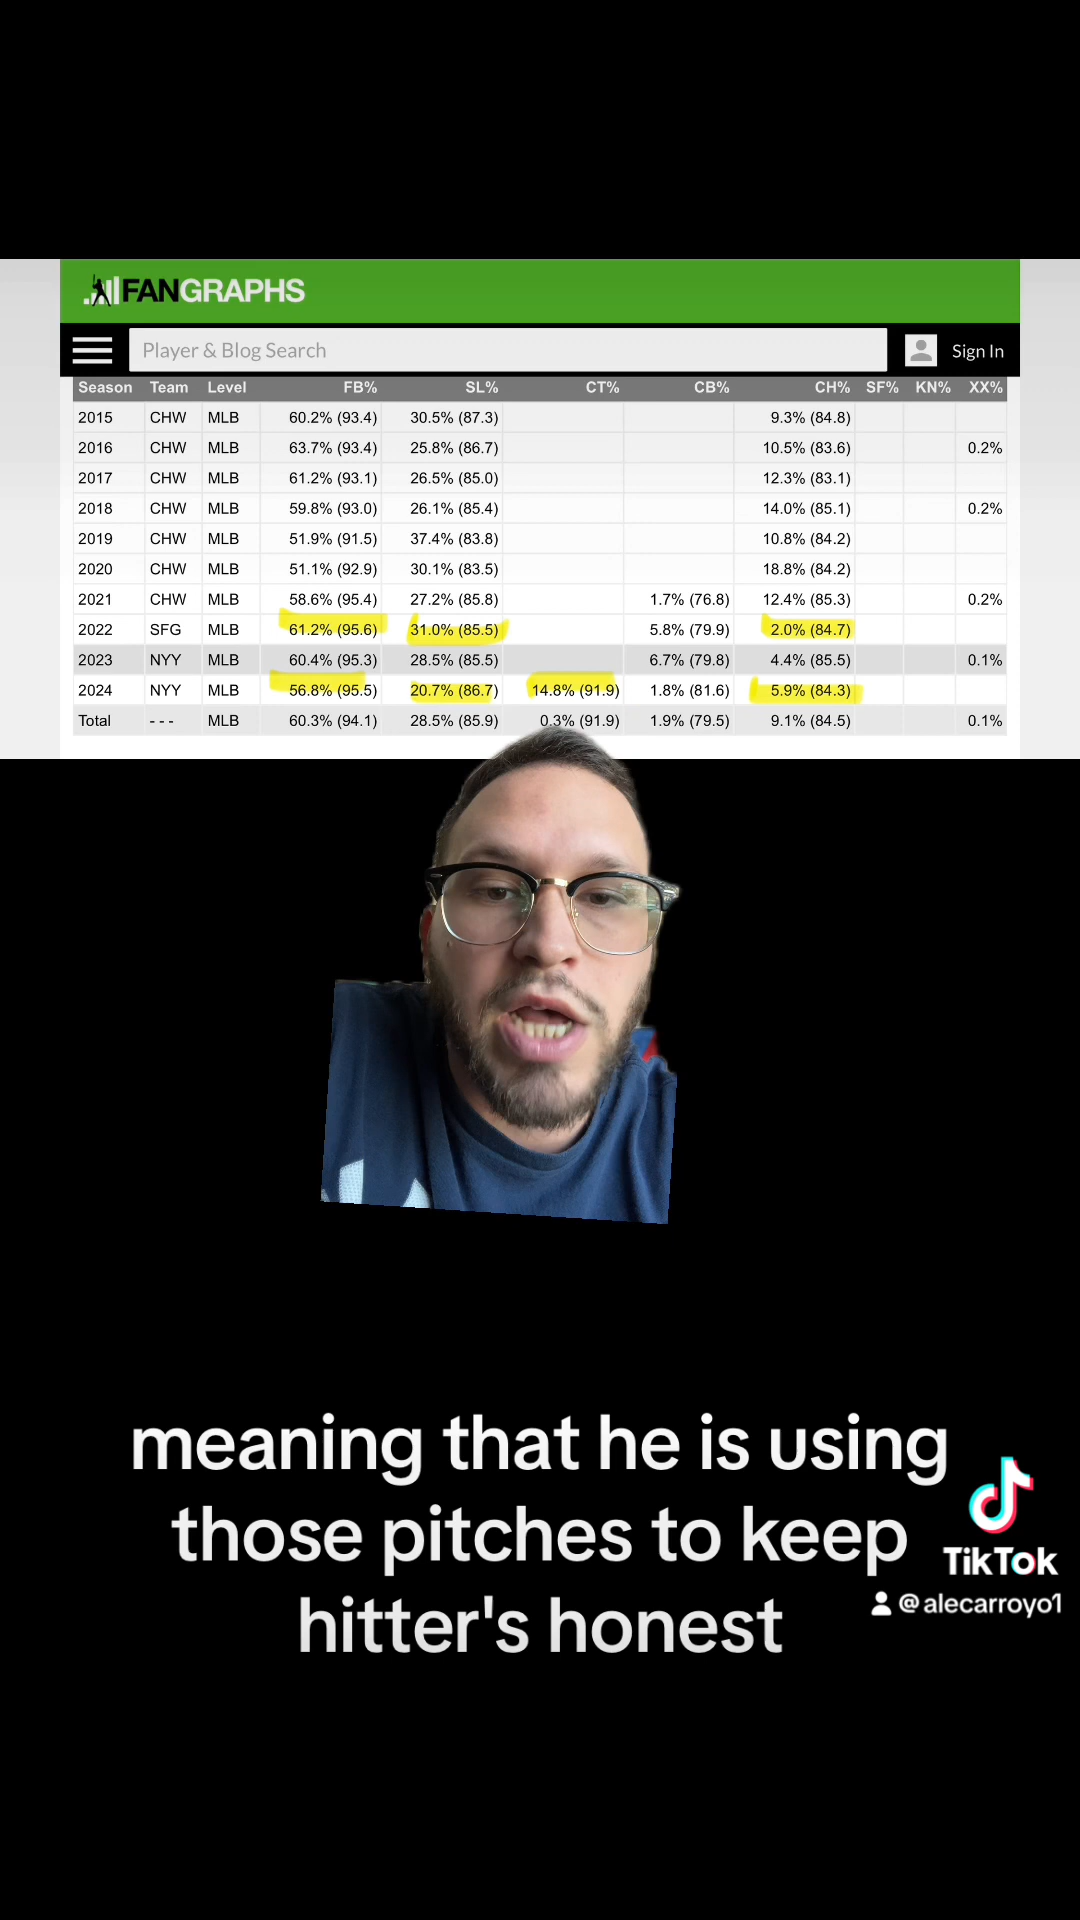 FANGRAPHS
Player & Blog Search
Sign In
Season Team Level FB% SL% CT% CB% CH% SF% KN% XX%
2015 CHW MLB 60.2% (93.4) 30.5% (87.3) 9.3% (84.8)
2016 CHW MLB 63.7% (93.4) 25.8% (86.7) 10.5% (83.6) 0.2%
2017 CHW MLB 61.2% (93.1) 26.5% (85.0) 12.3% (83.1)
2018 CHW MLB 59.8% (93.0) 26.1% (85.4) 14.0% (85.1) 0.2%
2019 CHW MLB 51.9% (91.5) 37.4% (83.8) 10.8% (84.2)
2020 CHW MLB 51.1% (92.9) 30.1% (83.5) 18.8% (84.2)
2021 CHW MLB 58.6% (95.4) 27.2% (85.8) 1.7% (76.8) 12.4% (85.3) 0.2%
2022 SFG MLB 61.2% (95.6) 31.0% (85.5) 5.8% (79.9) 2.0% (84.7)
2023 NYY MLB 60.4% (95.3) 28.5% (85.5) 6.7% (79.8) 4.4% (85.5) 0.1%
2024 NYY MLB 56.8% (95.5) 20.7% (86.7) 14.8% (91.9) 1.8% (81.6) 5.9% (84.3)
Total - - - MLB 60.3% (94.1) 28.5% (85.9) 0.3% (91.9) 1.9% (79.5) 9.1% (84.5) 0.1%
meaning that he is using
those pitches to keep
hitter's honest
TikTok
@alecarroyo1